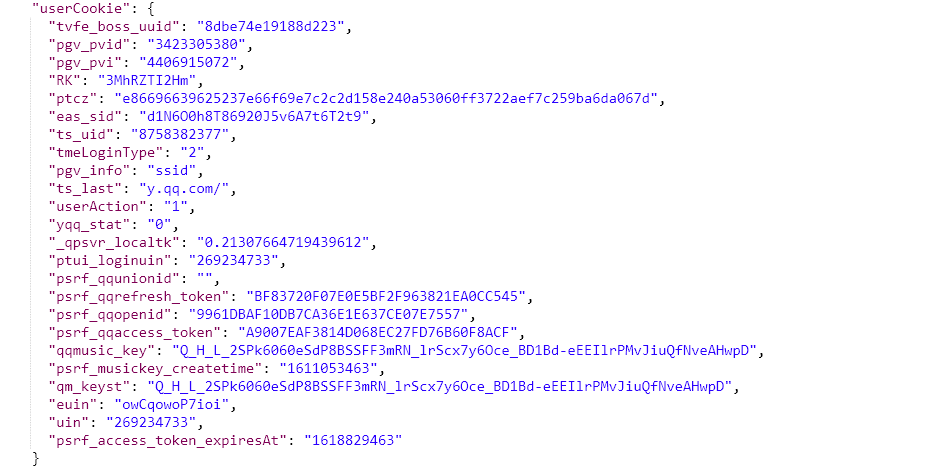 "userCookie": {
"tvfe_boss_uuid": "8dbe74e19188d223",
"pgv_pvid": "3423305380",
"pgv_pvi": "4406915072",
"RK": "3MhRZTI2Hm",
"ptcz": "e86696639625237e66f69e7c2c2d158e240a53060ff3722aef7c259ba6da067d",
"eas_sid": "d1N6O0h8T86920J5v6A7t6T2t9",
"ts_uid": "8758382377",
"tmeLoginType": "2",
"pgv_info": "ssid",
"ts_last": "y.qq.com/",
"userAction": "1",
"yqq_stat": "0",
"_qpsvr_localtk": "0.21307664719439612",
"ptui_loginuin": "269234733",
"psrf_qqunionid": "",
"psrf_qqrefresh_token": "BF83720F07E0E5BF2F963821EA0CC545",
"psrf_qqopenid": "9961DBAF10DB7CA36E1E637CE07E7557",
"psrf_qqaccess_token": "A9007EAF3814D068EC27FD76B60F8ACF",
"qqmusic_key": "Q_H_L_2SPk6060eSdP8BSSFF3mRN_lrScx7y6Oce_BD1Bd-eEEIlrPMvJiuQfNveAHwpD",
"psrf_musickey_createtime": "1611053463",
"qm_keyst": "Q_H_L_2SPk6060eSdP8BSSFF3mRN_lrScx7y6Oce_BD1Bd-eEEIlrPMvJiuQfNveAHwpD",
"euin": "owCqowoP7ioi",
"uin": "269234733",
"psrf_access_token_expiresAt": "1618829463"
}